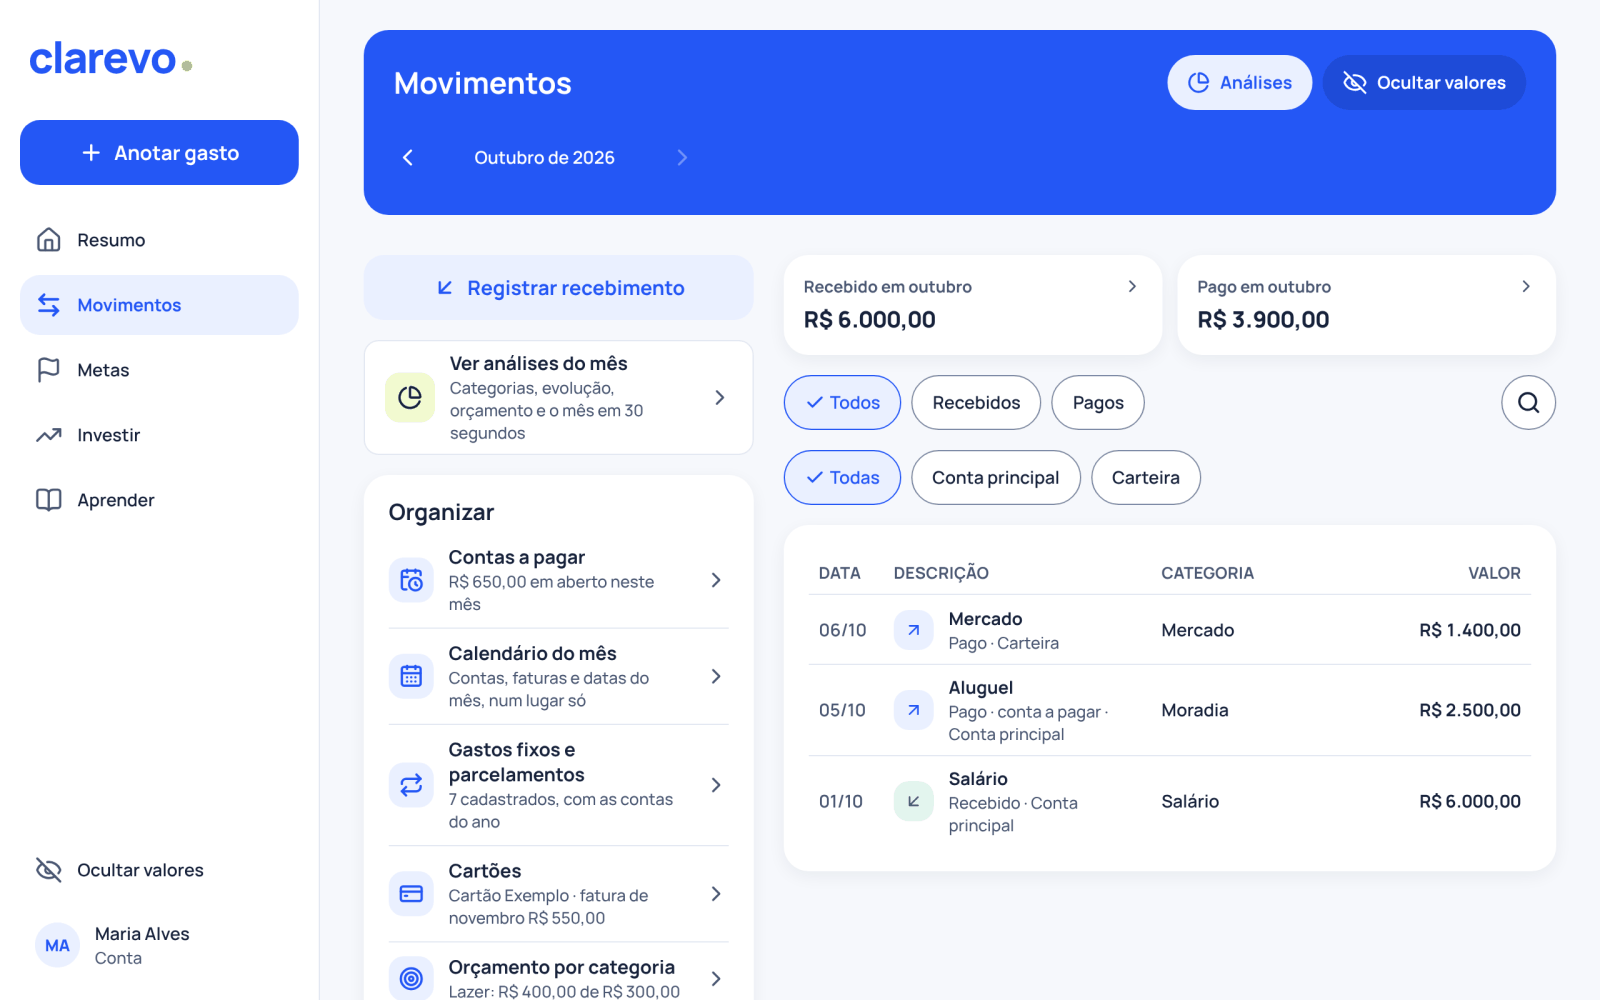 clarevo
Anotar gasto
Resumo
Movimentos
Metas
Investir
Aprender
Ocultar valores
MA
Maria Alves
Conta
Movimentos
Análises
Ocultar valores
Outubro de 2026
Registrar recebimento
Ver análises do mês
Categorias, evolução,
orçamento e o mês em 30
segundos
Organizar
Contas a pagar
R$ 650,00 em aberto neste
mês
Calendário do mês
Contas, faturas e datas do
mês, num lugar só
Gastos fixos e
parcelamentos
7 cadastrados, com as contas
do ano
Cartões
Cartão Exemplo · fatura de
novembro R$ 550,00
Orçamento por categoria
Lazer: R$ 400,00 de R$ 300,00
Recebido em outubro
R$ 6.000,00
Pago em outubro
R$ 3.900,00
Todos
Recebidos
Pagos
Todas
Conta principal
Carteira
DATA DESCRIÇÃO CATEGORIA VALOR
06/10 Mercado Mercado R$ 1.400,00
Pago · Carteira
05/10 Aluguel Moradia R$ 2.500,00
Pago · conta a pagar ·
Conta principal
01/10 Salário Salário R$ 6.000,00
Recebido · Conta
principal